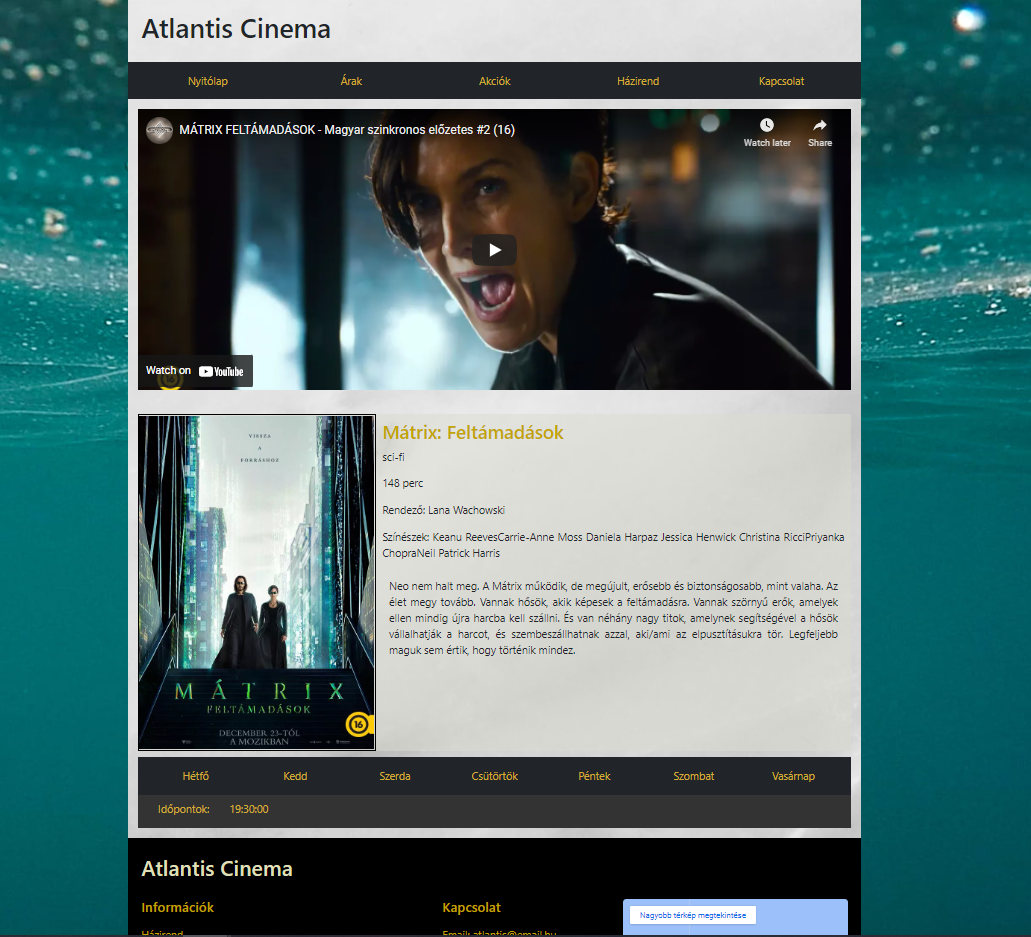 Atlantis Cinema
Nyitólap Árak Akciók Házirend Kapcsolat
MÁTRIX FELTÁMADÁSOK - Magyar szinkronos előzetes #2 (16)
Watch later Share
Watch on YouTube
VISSZA
A
FORRÁSHOZ
MÁTRIX
FELTÁMADÁSOK
16
DECEMBER 23-TÓL
A MOZIKBAN
Mátrix: Feltámadások
sci-fi
148 perc
Rendező: Lana Wachowski
Színészek: Keanu ReevesCarrie-Anne Moss Daniela Harpaz Jessica Henwick Christina RicciPriyanka
ChopraNeil Patrick Harris
Neo nem halt meg. A Mátrix működik, de megújult, erősebb és biztonságosabb, mint valaha. Az
élet megy tovább. Vannak hősök, akik képesek a feltámadásra. Vannak szörnyű erők, amelyek
ellen mindig újra harcba kell szállni. És van néhány nagy titok, amelynek segítségével a hősök
vállalhatják a harcot, és szembeszállhatnak azzal, aki/ami az elpusztításukra tör. Legfeljebb
maguk sem értik, hogy történik mindez.
Hétfő Kedd Szerda Csütörtök Péntek Szombat Vasárnap
Időpontok: 19:30:00
Atlantis Cinema
Információk Kapcsolat
Nagyobb térkép megtekintése
Házirend Email: atlantis@email.hu